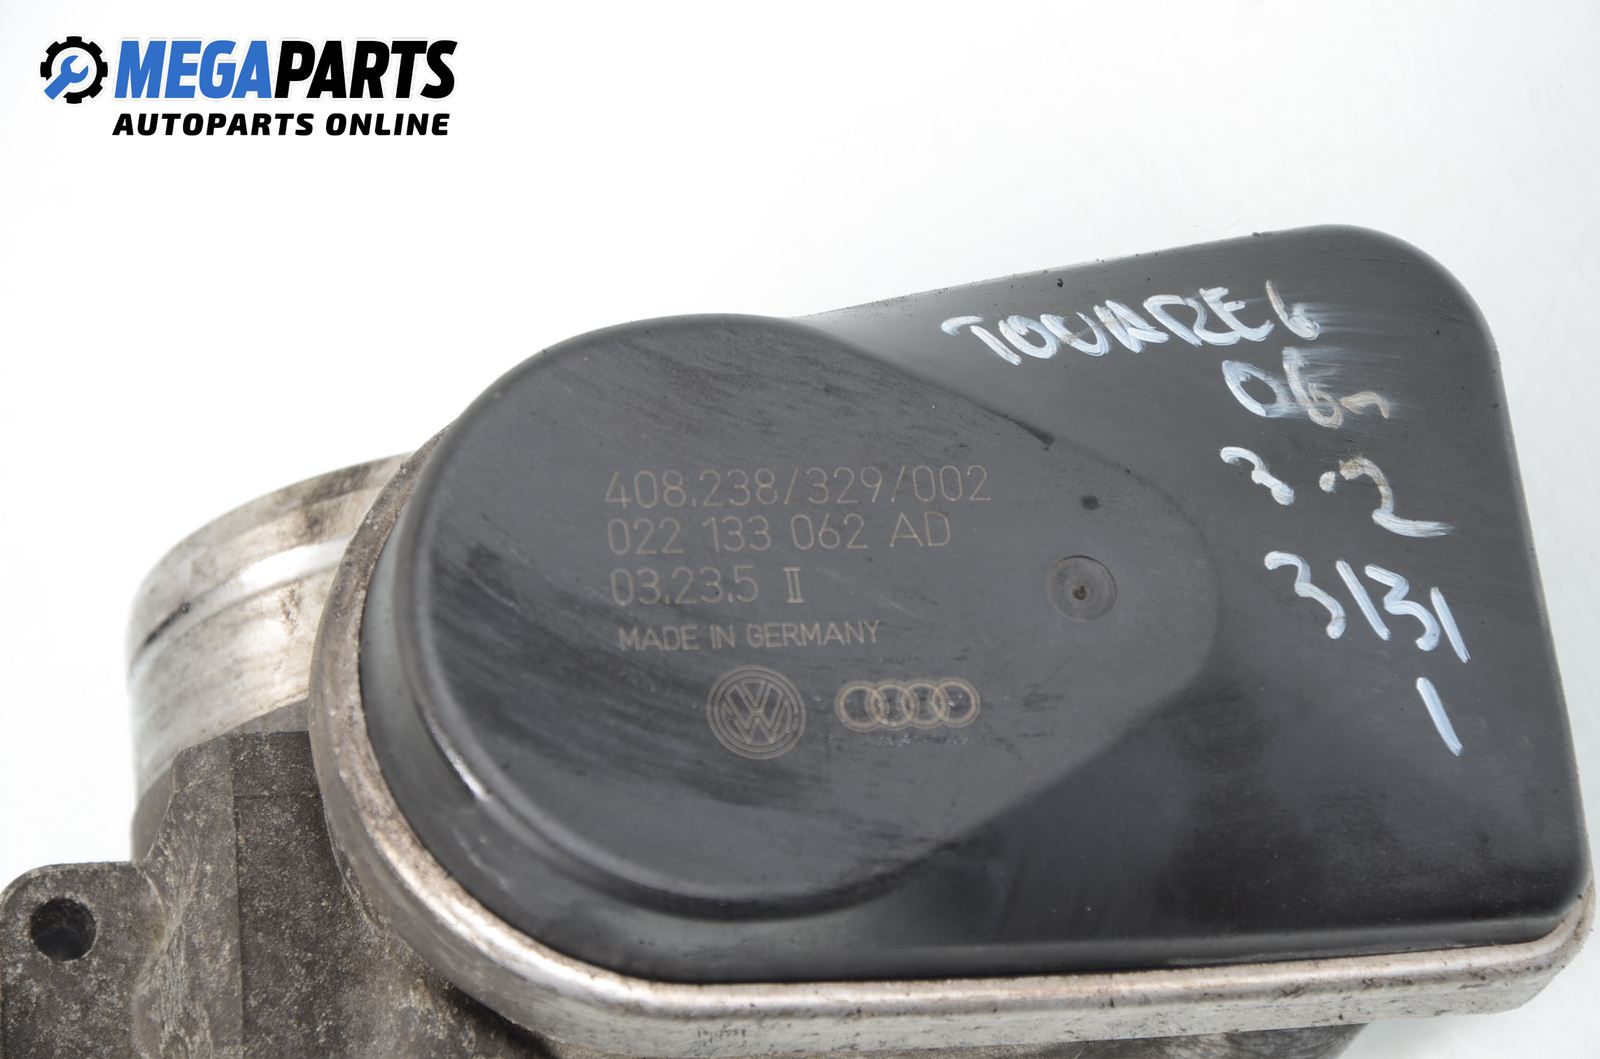 MEGAPARTS
AUTOPARTS ONLINE
TOUAREG
06
3.2
3131
1
408.238/329/002
022 133 062 AD
03.23.5 II
MADE IN GERMANY
VW